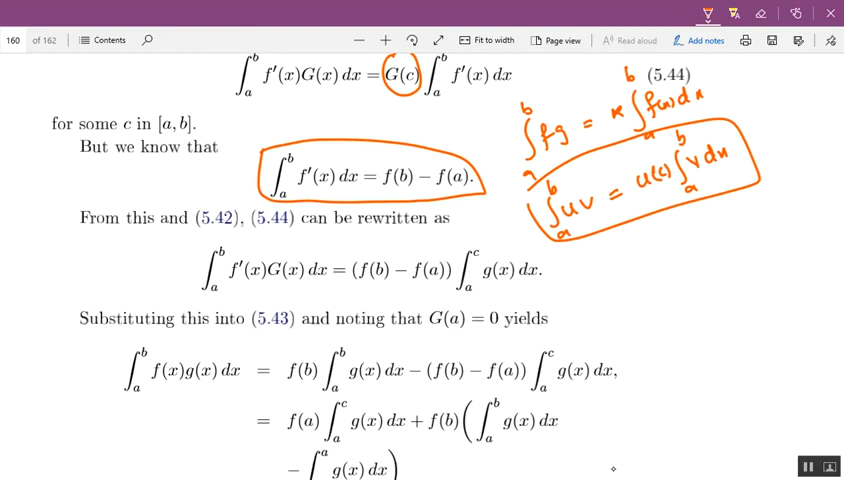 160 of 162 Contents Fit to width Page view Read aloud Add notes
∫_a^b f′(x)G(x) dx = G(c) ∫_a^b f′(x) dx (5.44)
∫_a^b fg = k ∫_a^b f(x) dx
for some c in [a, b].
But we know that
∫_a^b f′(x) dx = f(b) − f(a).
∫_a^b uv = u(c) ∫_a^b v dx
From this and (5.42), (5.44) can be rewritten as
∫_a^b f′(x)G(x) dx = (f(b) − f(a)) ∫_a^c g(x) dx.
Substituting this into (5.43) and noting that G(a) = 0 yields
∫_a^b f(x)g(x) dx = f(b) ∫_a^b g(x) dx − (f(b) − f(a)) ∫_a^c g(x) dx,
= f(a) ∫_a^c g(x) dx + f(b) ( ∫_a^b g(x) dx
− ∫^a g(x) dx )